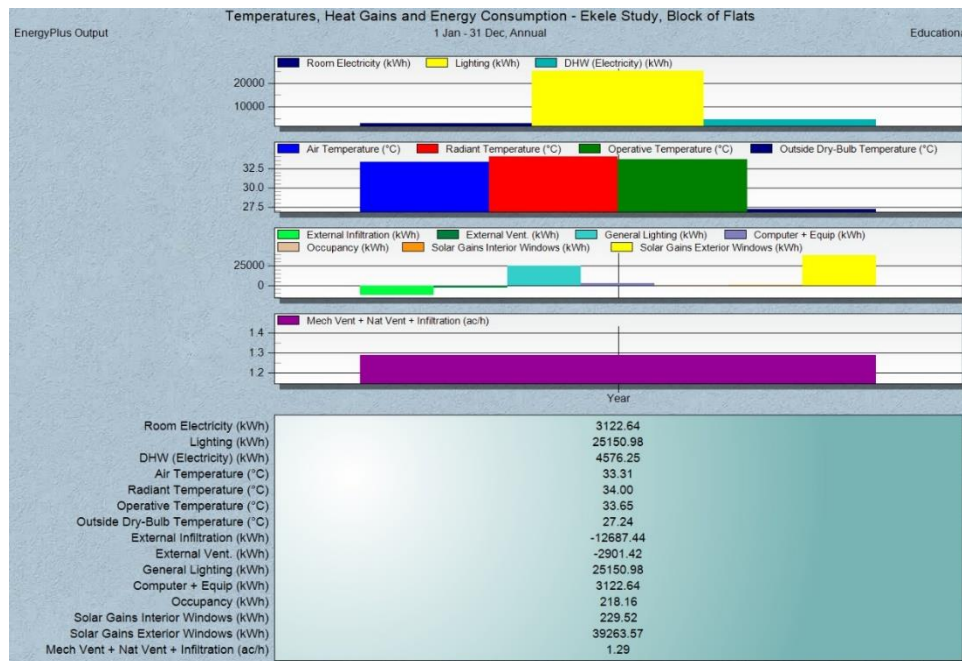 Temperatures, Heat Gains and Energy Consumption - Ekele Study, Block of Flats
EnergyPlus Output 1 Jan - 31 Dec, Annual Educationa
Room Electricity (kWh) Lighting (kWh) DHW (Electricity) (kWh)
20000
10000
Air Temperature (°C) Radiant Temperature (°C) Operative Temperature (°C) Outside Dry-Bulb Temperature (°C)
32.5
30.0
27.5
External Infiltration (kWh) External Vent. (kWh) General Lighting (kWh) Computer + Equip (kWh)
Occupancy (kWh) Solar Gains Interior Windows (kWh) Solar Gains Exterior Windows (kWh)
25000
0
Mech Vent + Nat Vent + Infiltration (ac/h)
1.4
1.3
1.2
Year
Room Electricity (kWh) 3122.64
Lighting (kWh) 25150.98
DHW (Electricity) (kWh) 4576.25
Air Temperature (°C) 33.31
Radiant Temperature (°C) 34.00
Operative Temperature (°C) 33.65
Outside Dry-Bulb Temperature (°C) 27.24
External Infiltration (kWh) -12687.44
External Vent. (kWh) -2901.42
General Lighting (kWh) 25150.98
Computer + Equip (kWh) 3122.64
Occupancy (kWh) 218.16
Solar Gains Interior Windows (kWh) 229.52
Solar Gains Exterior Windows (kWh) 39263.57
Mech Vent + Nat Vent + Infiltration (ac/h) 1.29